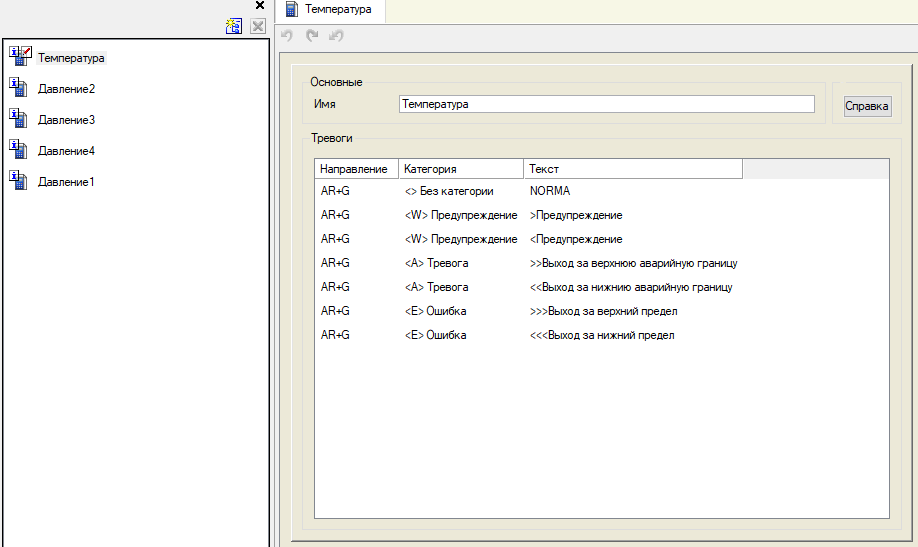 Температура
Температура
Давление2
Давление3
Давление4
Давление1
Основные
Имя
Температура
Справка
Тревоги
Направление Категория Текст
AR+G <> Без категории NORMA
AR+G <W> Предупреждение >Предупреждение
AR+G <W> Предупреждение <Предупреждение
AR+G <A> Тревога >>Выход за верхнюю аварийную границу
AR+G <A> Тревога <<Выход за нижнию аварийную границу
AR+G <E> Ошибка >>>Выход за верхний предел
AR+G <E> Ошибка <<<Выход за нижний предел